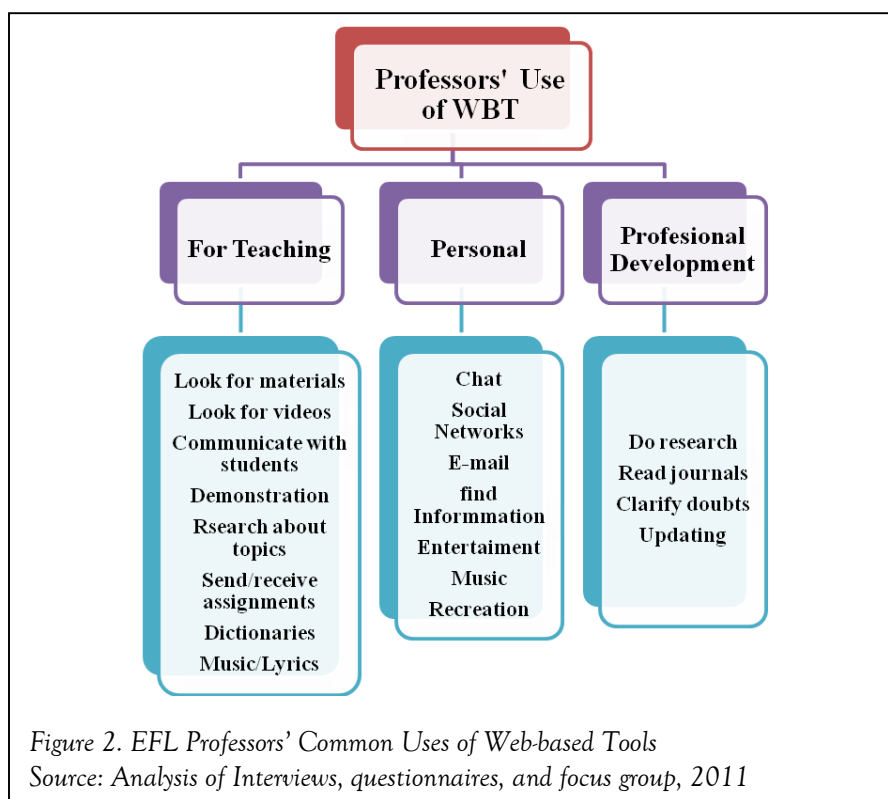 Professors' Use
of WBT
For Teaching
Personal
Profesional
Development
Look for materials
Look for videos
Communicate with
students
Demonstration
Rsearch about
topics
Send/receive
assignments
Dictionaries
Music/Lyrics
Chat
Social
Networks
E-mail
find
Informmation
Entertaiment
Music
Recreation
Do research
Read journals
Clarify doubts
Updating
Figure 2. EFL Professors’ Common Uses of Web-based Tools
Source: Analysis of Interviews, questionnaires, and focus group, 2011